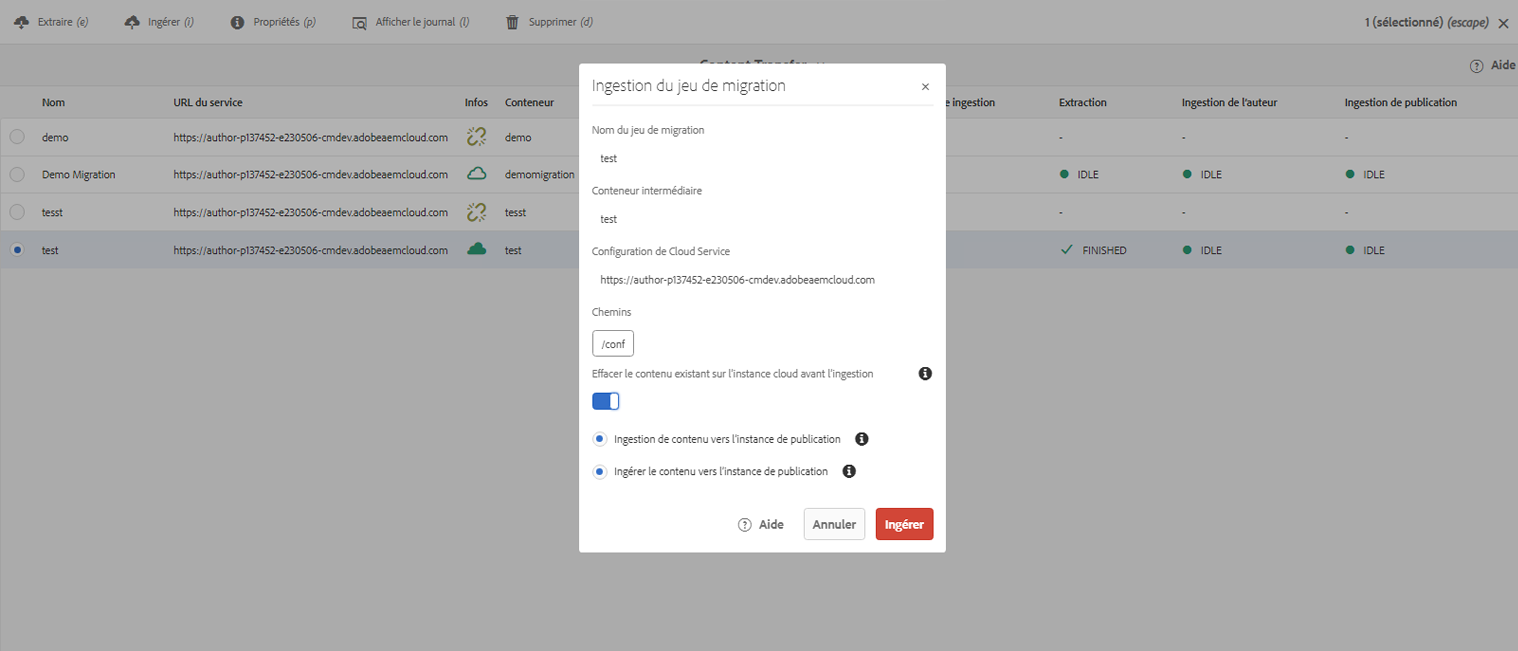 Extraire (e) Ingérer (i) Propriétés (p) Afficher le journal (l) Supprimer (d) 1 (sélectionné) (escape)
Content Transfer
Aide
Nom URL du service Infos Conteneur ingestion Extraction Ingestion de l'auteur Ingestion de publication
demo https://author-p137452-e230506-cmdev.adobeaemcloud.com demo - - -
Demo Migration https://author-p137452-e230506-cmdev.adobeaemcloud.com demomigration IDLE IDLE IDLE
tesst https://author-p137452-e230506-cmdev.adobeaemcloud.com tesst - - -
test https://author-p137452-e230506-cmdev.adobeaemcloud.com test FINISHED IDLE IDLE
Ingestion du jeu de migration
Nom du jeu de migration
test
Conteneur intermédiaire
test
Configuration de Cloud Service
https://author-p137452-e230506-cmdev.adobeaemcloud.com
Chemins
/conf
Effacer le contenu existant sur l'instance cloud avant l'ingestion
Ingestion de contenu vers l'instance de publication
Ingérer le contenu vers l'instance de publication
Aide Annuler Ingérer